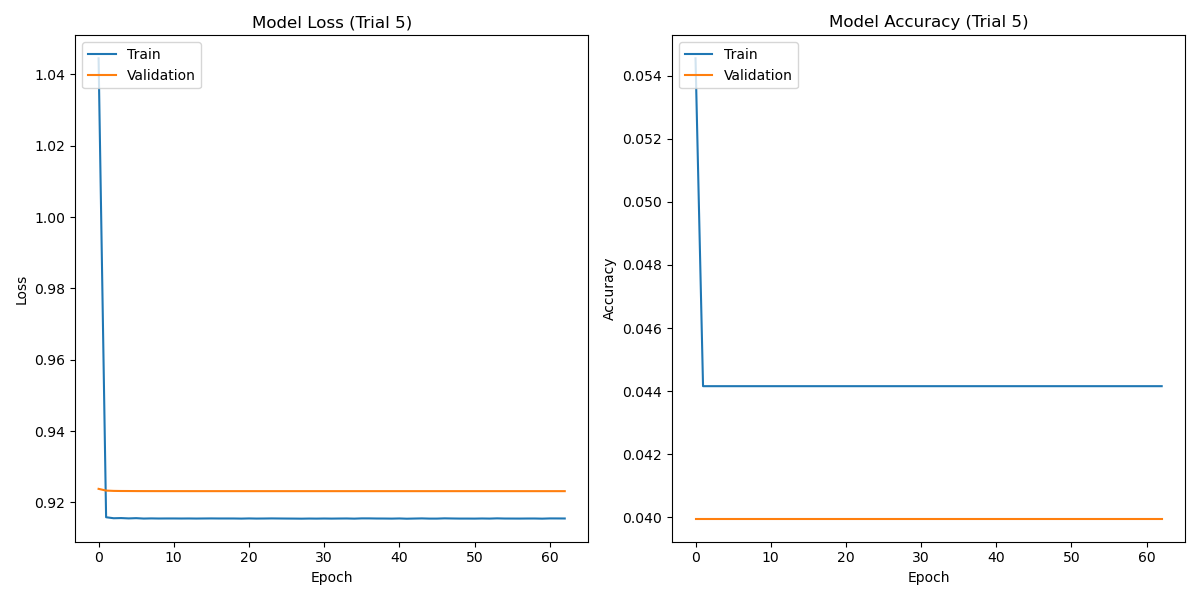 Model Loss (Trial 5)
Train
Validation
1.04
1.02
1.00
0.98
0.96
0.94
0.92
Loss
0 10 20 30 40 50 60
Epoch
Model Accuracy (Trial 5)
Train
Validation
0.054
0.052
0.050
0.048
0.046
0.044
0.042
0.040
Accuracy
0 10 20 30 40 50 60
Epoch